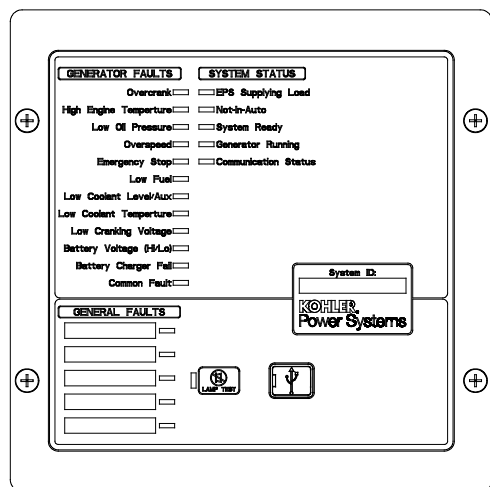 GENERATOR FAULTS
Overcrank
High Engine Temperture
Low Oil Pressure
Overspeed
Emergency Stop
Low Fuel
Low Coolant Level/Aux
Low Coolant Temperture
Low Cranking Voltage
Battery Voltage (Hi/Lo)
Battery Charger Fail
Common Fault
SYSTEM STATUS
EPS Supplying Load
Not-In-Auto
System Ready
Generator Running
Communication Status
System ID:
KOHLER
Power Systems
GENERAL FAULTS
LAMP TEST